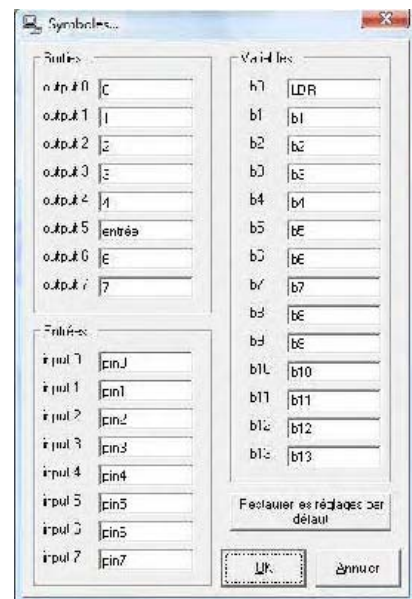 Symboles...
Sorties
output 0 0
output 1 1
output 2 2
output 3 3
output 4 4
output 5 entrée
output 6 6
output 7 7
Entrées
input 0 pin0
input 1 pin1
input 2 pin2
input 3 pin3
input 4 pin4
input 5 pin5
input 6 pin6
input 7 pin7
Variables
b0 LDR
b1 b1
b2 b2
b3 b3
b4 b4
b5 b5
b6 b6
b7 b7
b8 b8
b9 b9
b10 b10
b11 b11
b12 b12
b13 b13
Restaurer les réglages par
défaut
OK
Annuler